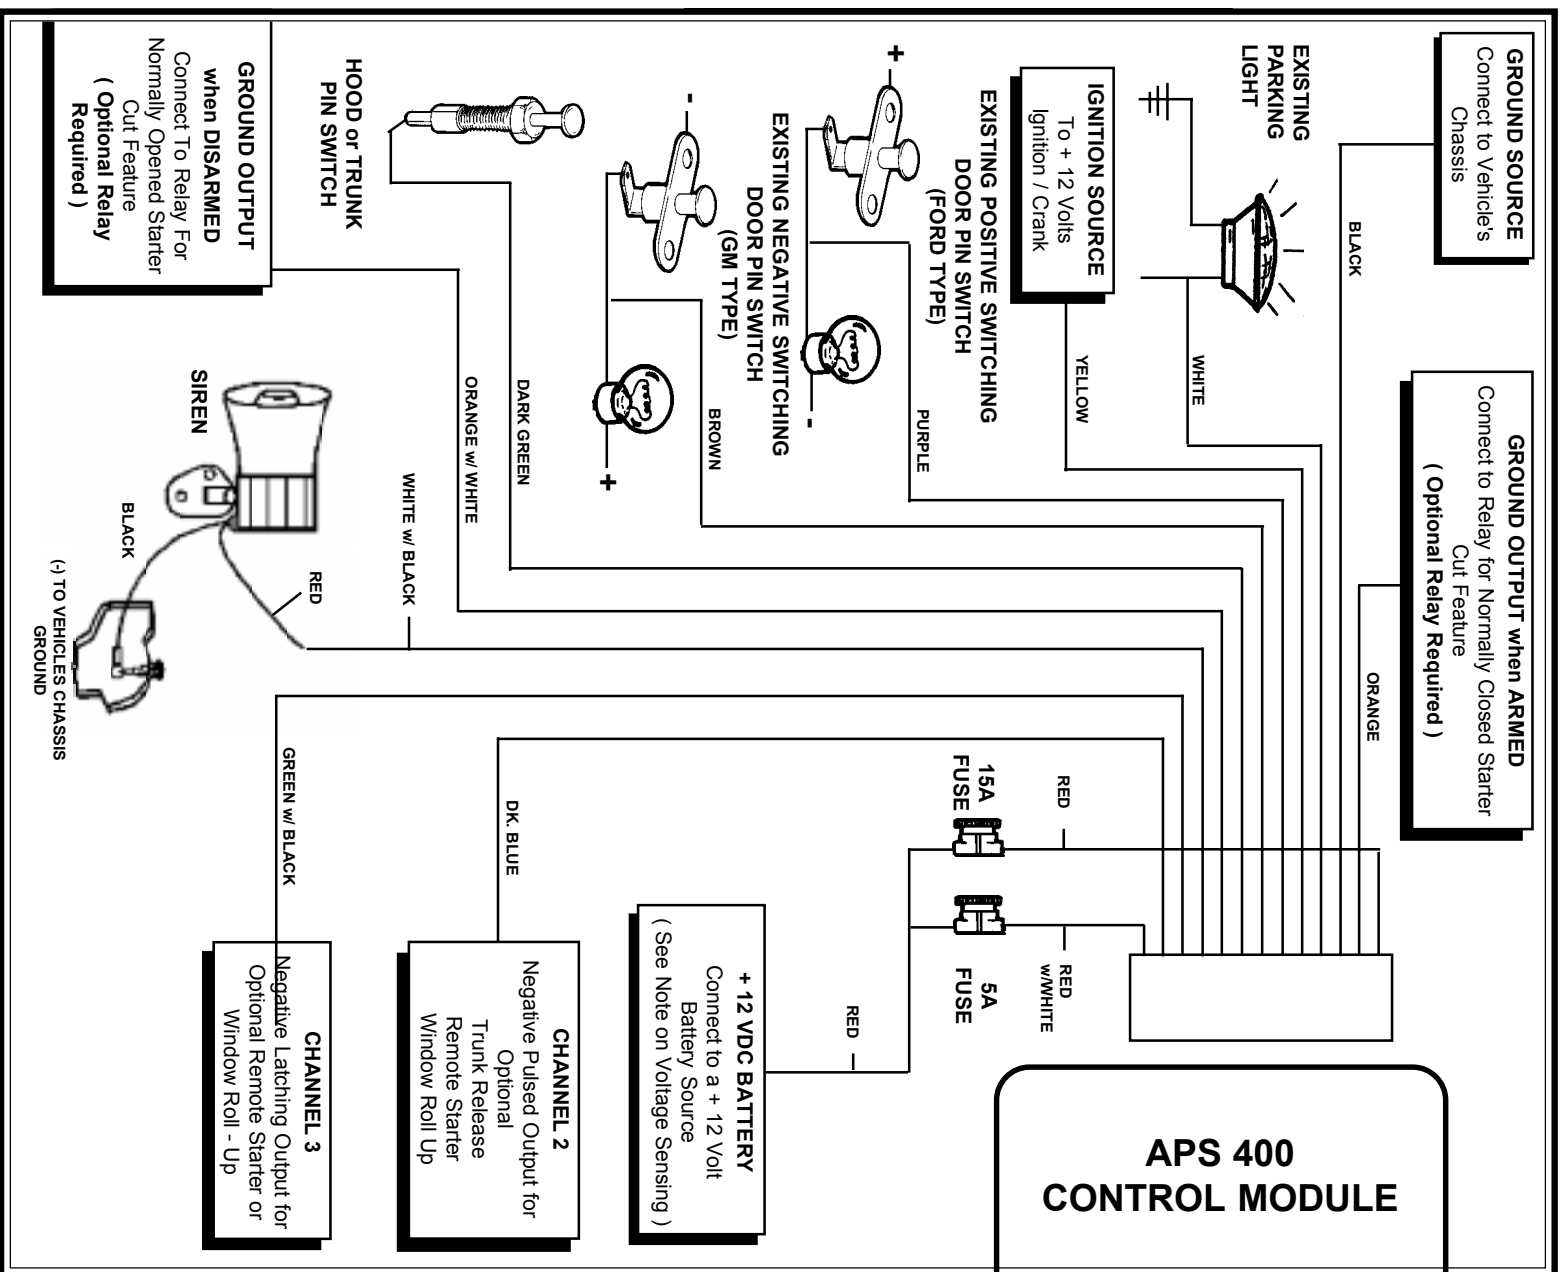 GROUND SOURCE
Connect to Vehicle's
Chassis
BLACK
EXISTING
PARKING
LIGHT
WHITE
IGNITION SOURCE
To + 12 Volts
Ignition / Crank
YELLOW
EXISTING POSITIVE SWITCHING
DOOR PIN SWITCH
(FORD TYPE)
+
-
PURPLE
EXISTING NEGATIVE SWITCHING
DOOR PIN SWITCH
(GM TYPE)
-
+
BROWN
HOOD or TRUNK
PIN SWITCH
DARK GREEN
GROUND OUTPUT
when DISARMED
Connect To Relay For
Normally Opened Starter
Cut Feature
( Optional Relay
Required )
ORANGE w/ WHITE
GROUND OUTPUT when ARMED
Connect to Relay for Normally Closed Starter
Cut Feature
( Optional Relay Required )
ORANGE
SIREN
BLACK
RED
WHITE w/ BLACK
(-) TO VEHICLES CHASSIS
GROUND
GREEN w/ BLACK
DK. BLUE
15A
FUSE
RED
5A
FUSE
RED
w/WHITE
RED
+ 12 VDC BATTERY
Connect to a + 12 Volt
Battery Source
( See Note on Voltage Sensing )
CHANNEL 2
Negative Pulsed Output for
Optional
Trunk Release
Remote Starter
Window Roll Up
CHANNEL 3
Negative Latching Output for
Optional Remote Starter or
Window Roll - Up
APS 400
CONTROL MODULE